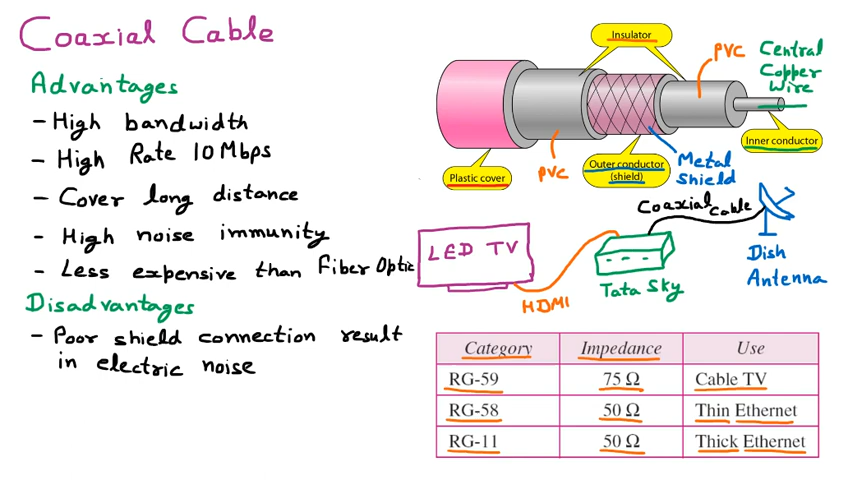 Coaxial Cable
Advantages
- High bandwidth
- High Rate 10 Mbps
- Cover long distance
- High noise immunity
- Less expensive than Fiber Optic
Disadvantages
- Poor shield connection result
in electric noise
Insulator
PVC
Central
Copper
Wire
Inner conductor
Plastic cover
PVC
Outer conductor
(shield)
Metal
Shield
Coaxial Cable
LED TV
HDMI
Tata Sky
Dish
Antenna
Category Impedance Use
RG-59 75 Ω Cable TV
RG-58 50 Ω Thin Ethernet
RG-11 50 Ω Thick Ethernet